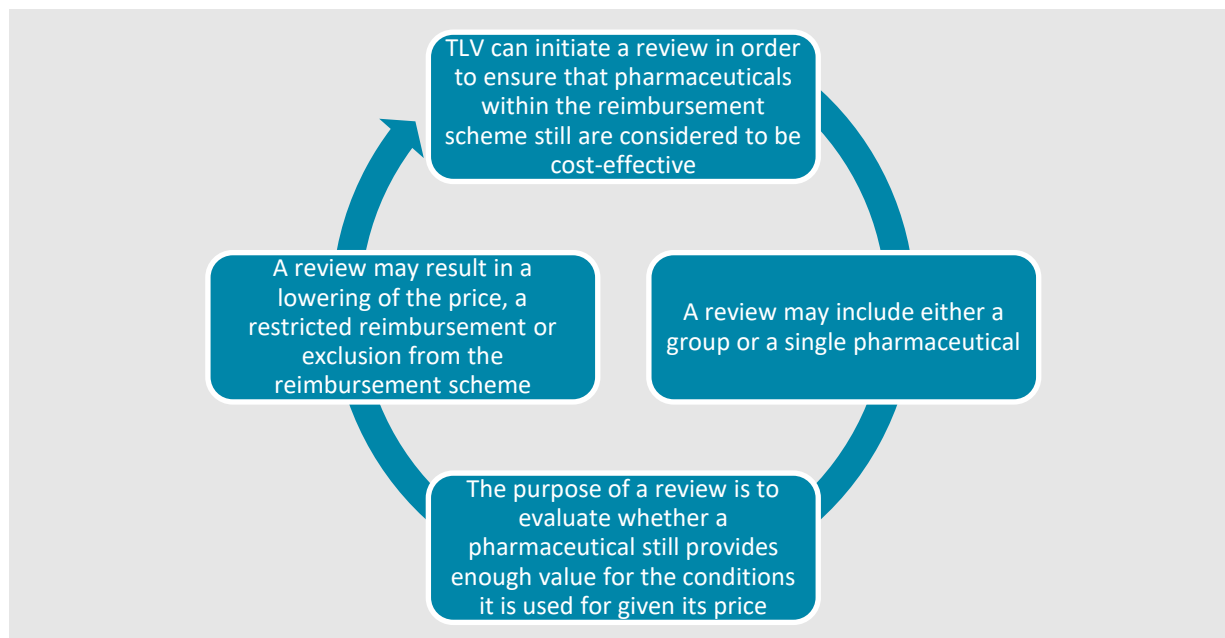 TLV can initiate a review in order
to ensure that pharmaceuticals
within the reimbursement
scheme still are considered to be
cost-effective
A review may include either a
group or a single pharmaceutical
The purpose of a review is to
evaluate whether a
pharmaceutical still provides
enough value for the conditions
it is used for given its price
A review may result in a
lowering of the price, a
restricted reimbursement or
exclusion from the
reimbursement scheme